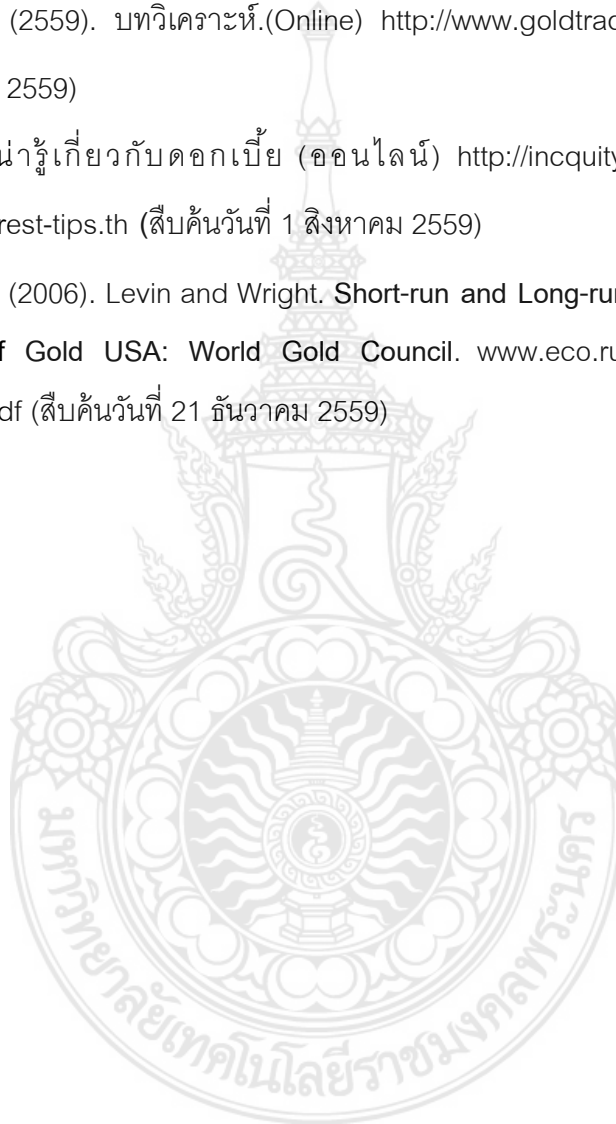 (2559). บทวิเคราะห์.(Online) http://www.goldtrac
2559)
น่ารู้เกี่ยวกับดอกเบี้ย (ออนไลน์) http://incquity
rest-tips.th (สืบค้นวันที่ 1 สิงหาคม 2559)
(2006). Levin and Wright. Short-run and Long-run
f Gold USA: World Gold Council. www.eco.ru
df (สืบค้นวันที่ 21 ธันวาคม 2559)
มหาวิทยาลัยเทคโนโลยีราชมงคลพระนคร